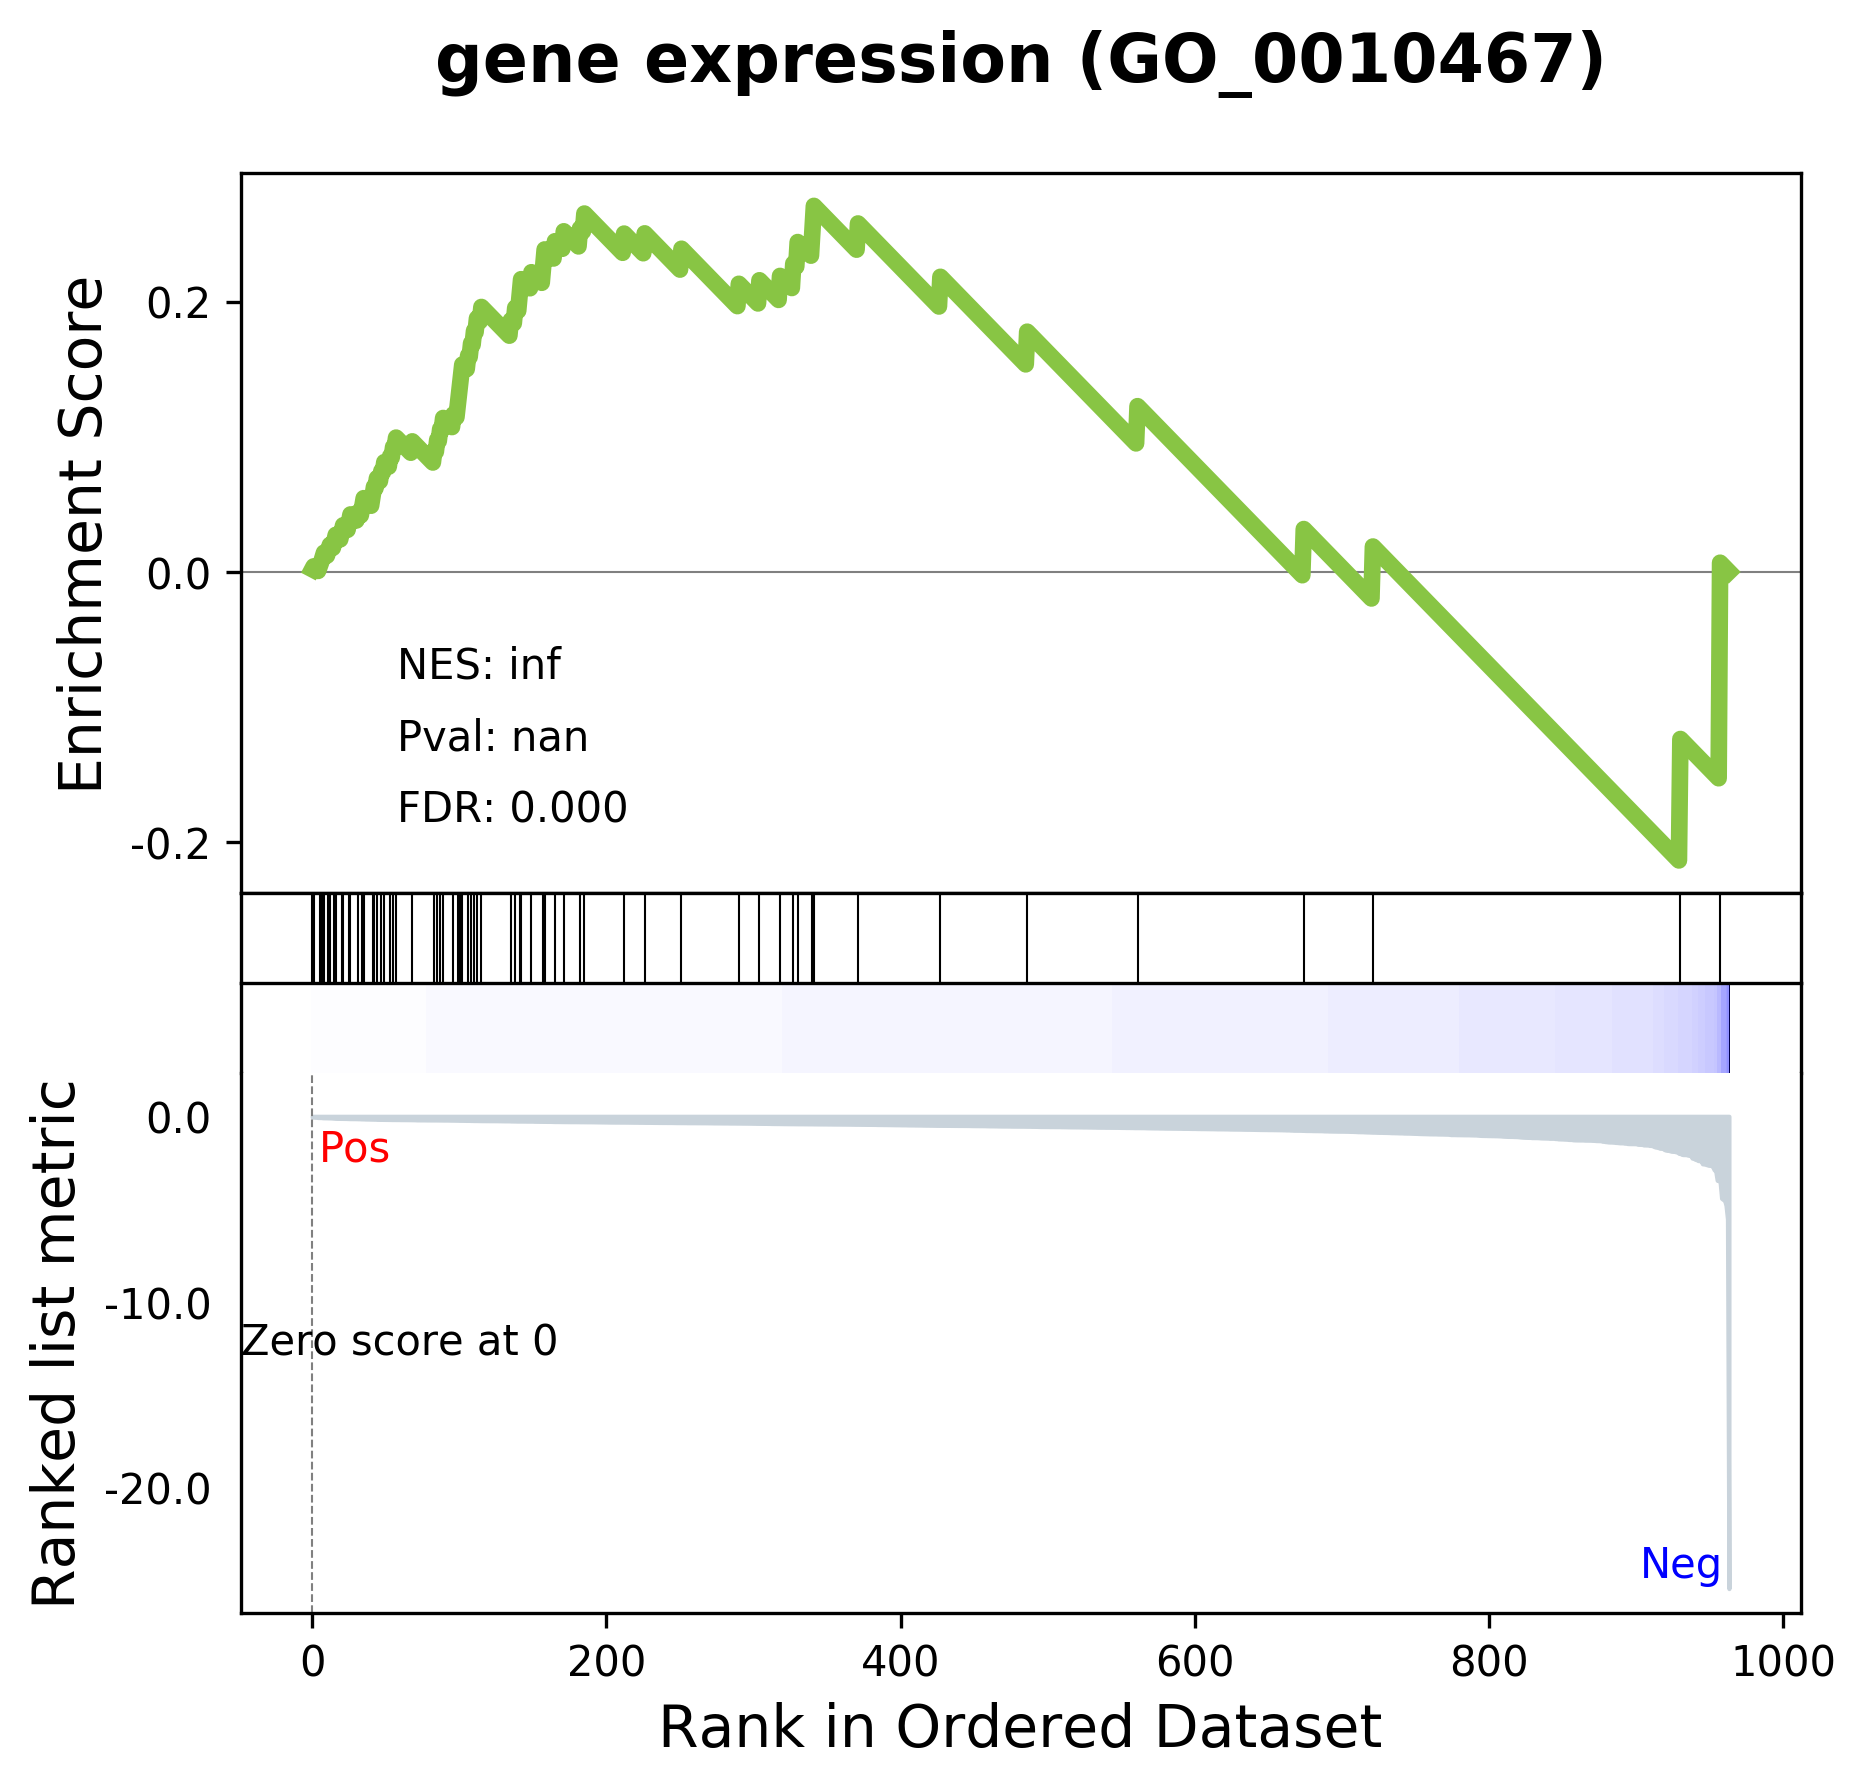 gene expression (GO_0010467)
Enrichment Score
0.2
0.0
-0.2
NES: inf
Pval: nan
FDR: 0.000
Ranked list metric
0.0
-10.0
-20.0
Pos
Zero score at 0
Neg
0 200 400 600 800 1000
Rank in Ordered Dataset